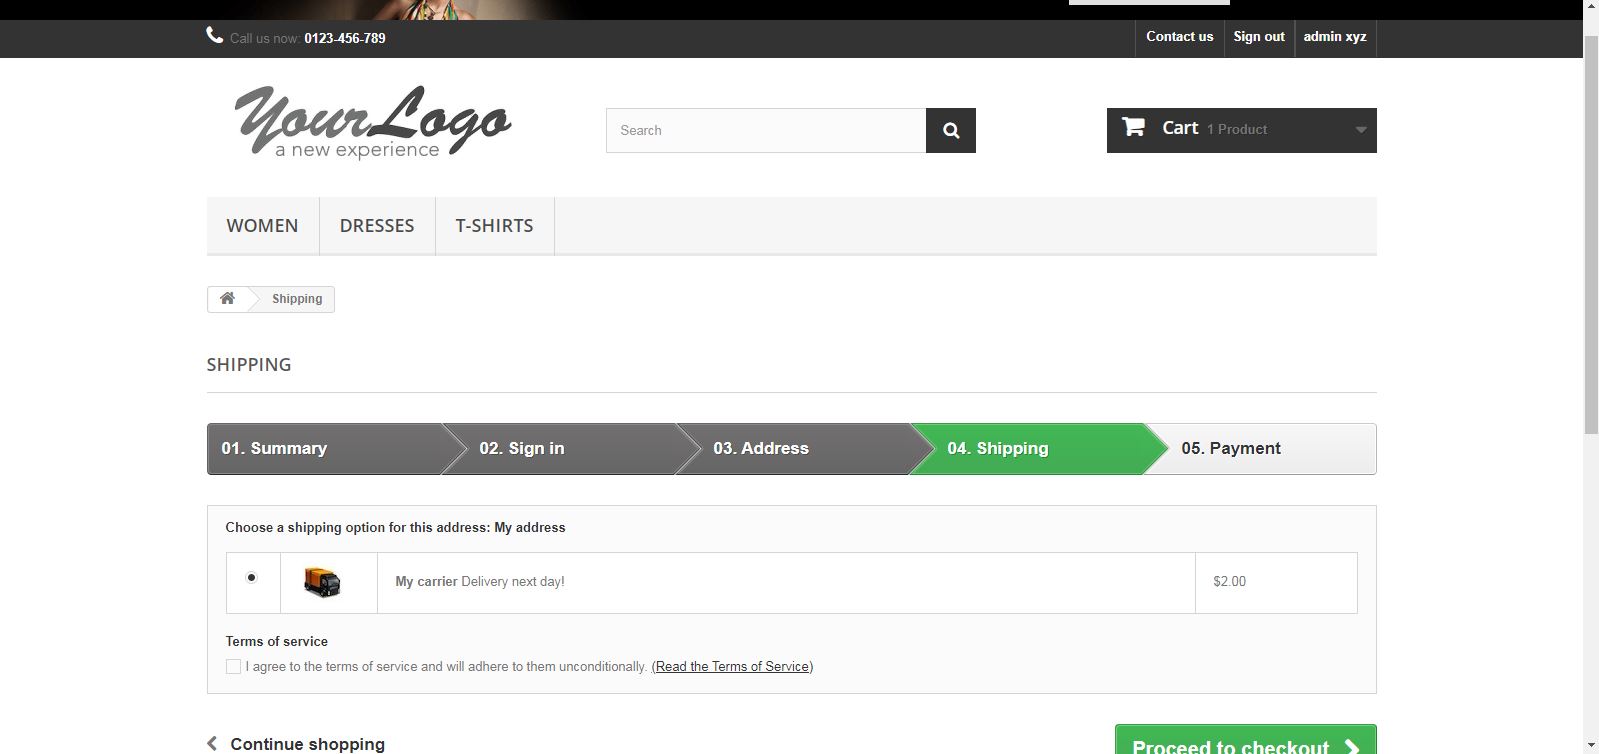 Call us now: 0123-456-789
Contact us
Sign out
admin xyz
YourLogo
a new experience
Search
Cart 1 Product
WOMEN
DRESSES
T-SHIRTS
Shipping
SHIPPING
01. Summary
02. Sign in
03. Address
04. Shipping
05. Payment
Choose a shipping option for this address: My address
My carrier Delivery next day!
$2.00
Terms of service
I agree to the terms of service and will adhere to them unconditionally. (Read the Terms of Service)
Continue shopping
Proceed to checkout